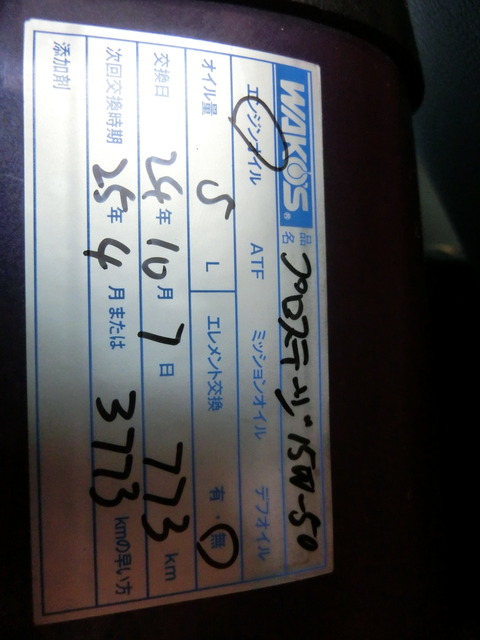 WAKO'S® 品名 プロステージ 15W-50
エンジンオイル ATF ミッションオイル デフオイル
オイル量 5 L エレメント交換 有・無
交換日 24年 10月 7日 773 km
次回交換時期 25年 4月または 3773 kmの早い方
添加剤